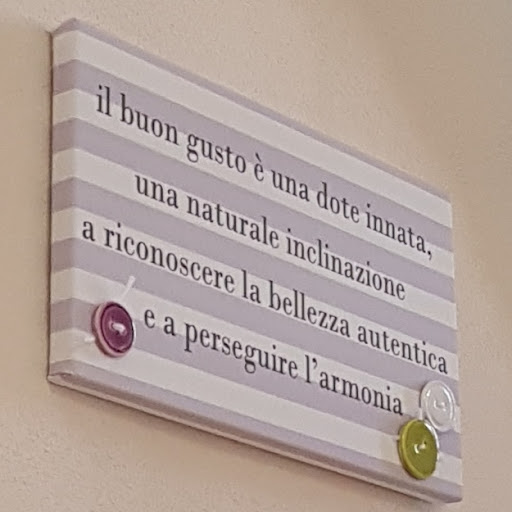 il buon gusto è una dote innata,
una naturale inclinazione
a riconoscere la bellezza autentica
e a perseguire l'armonia